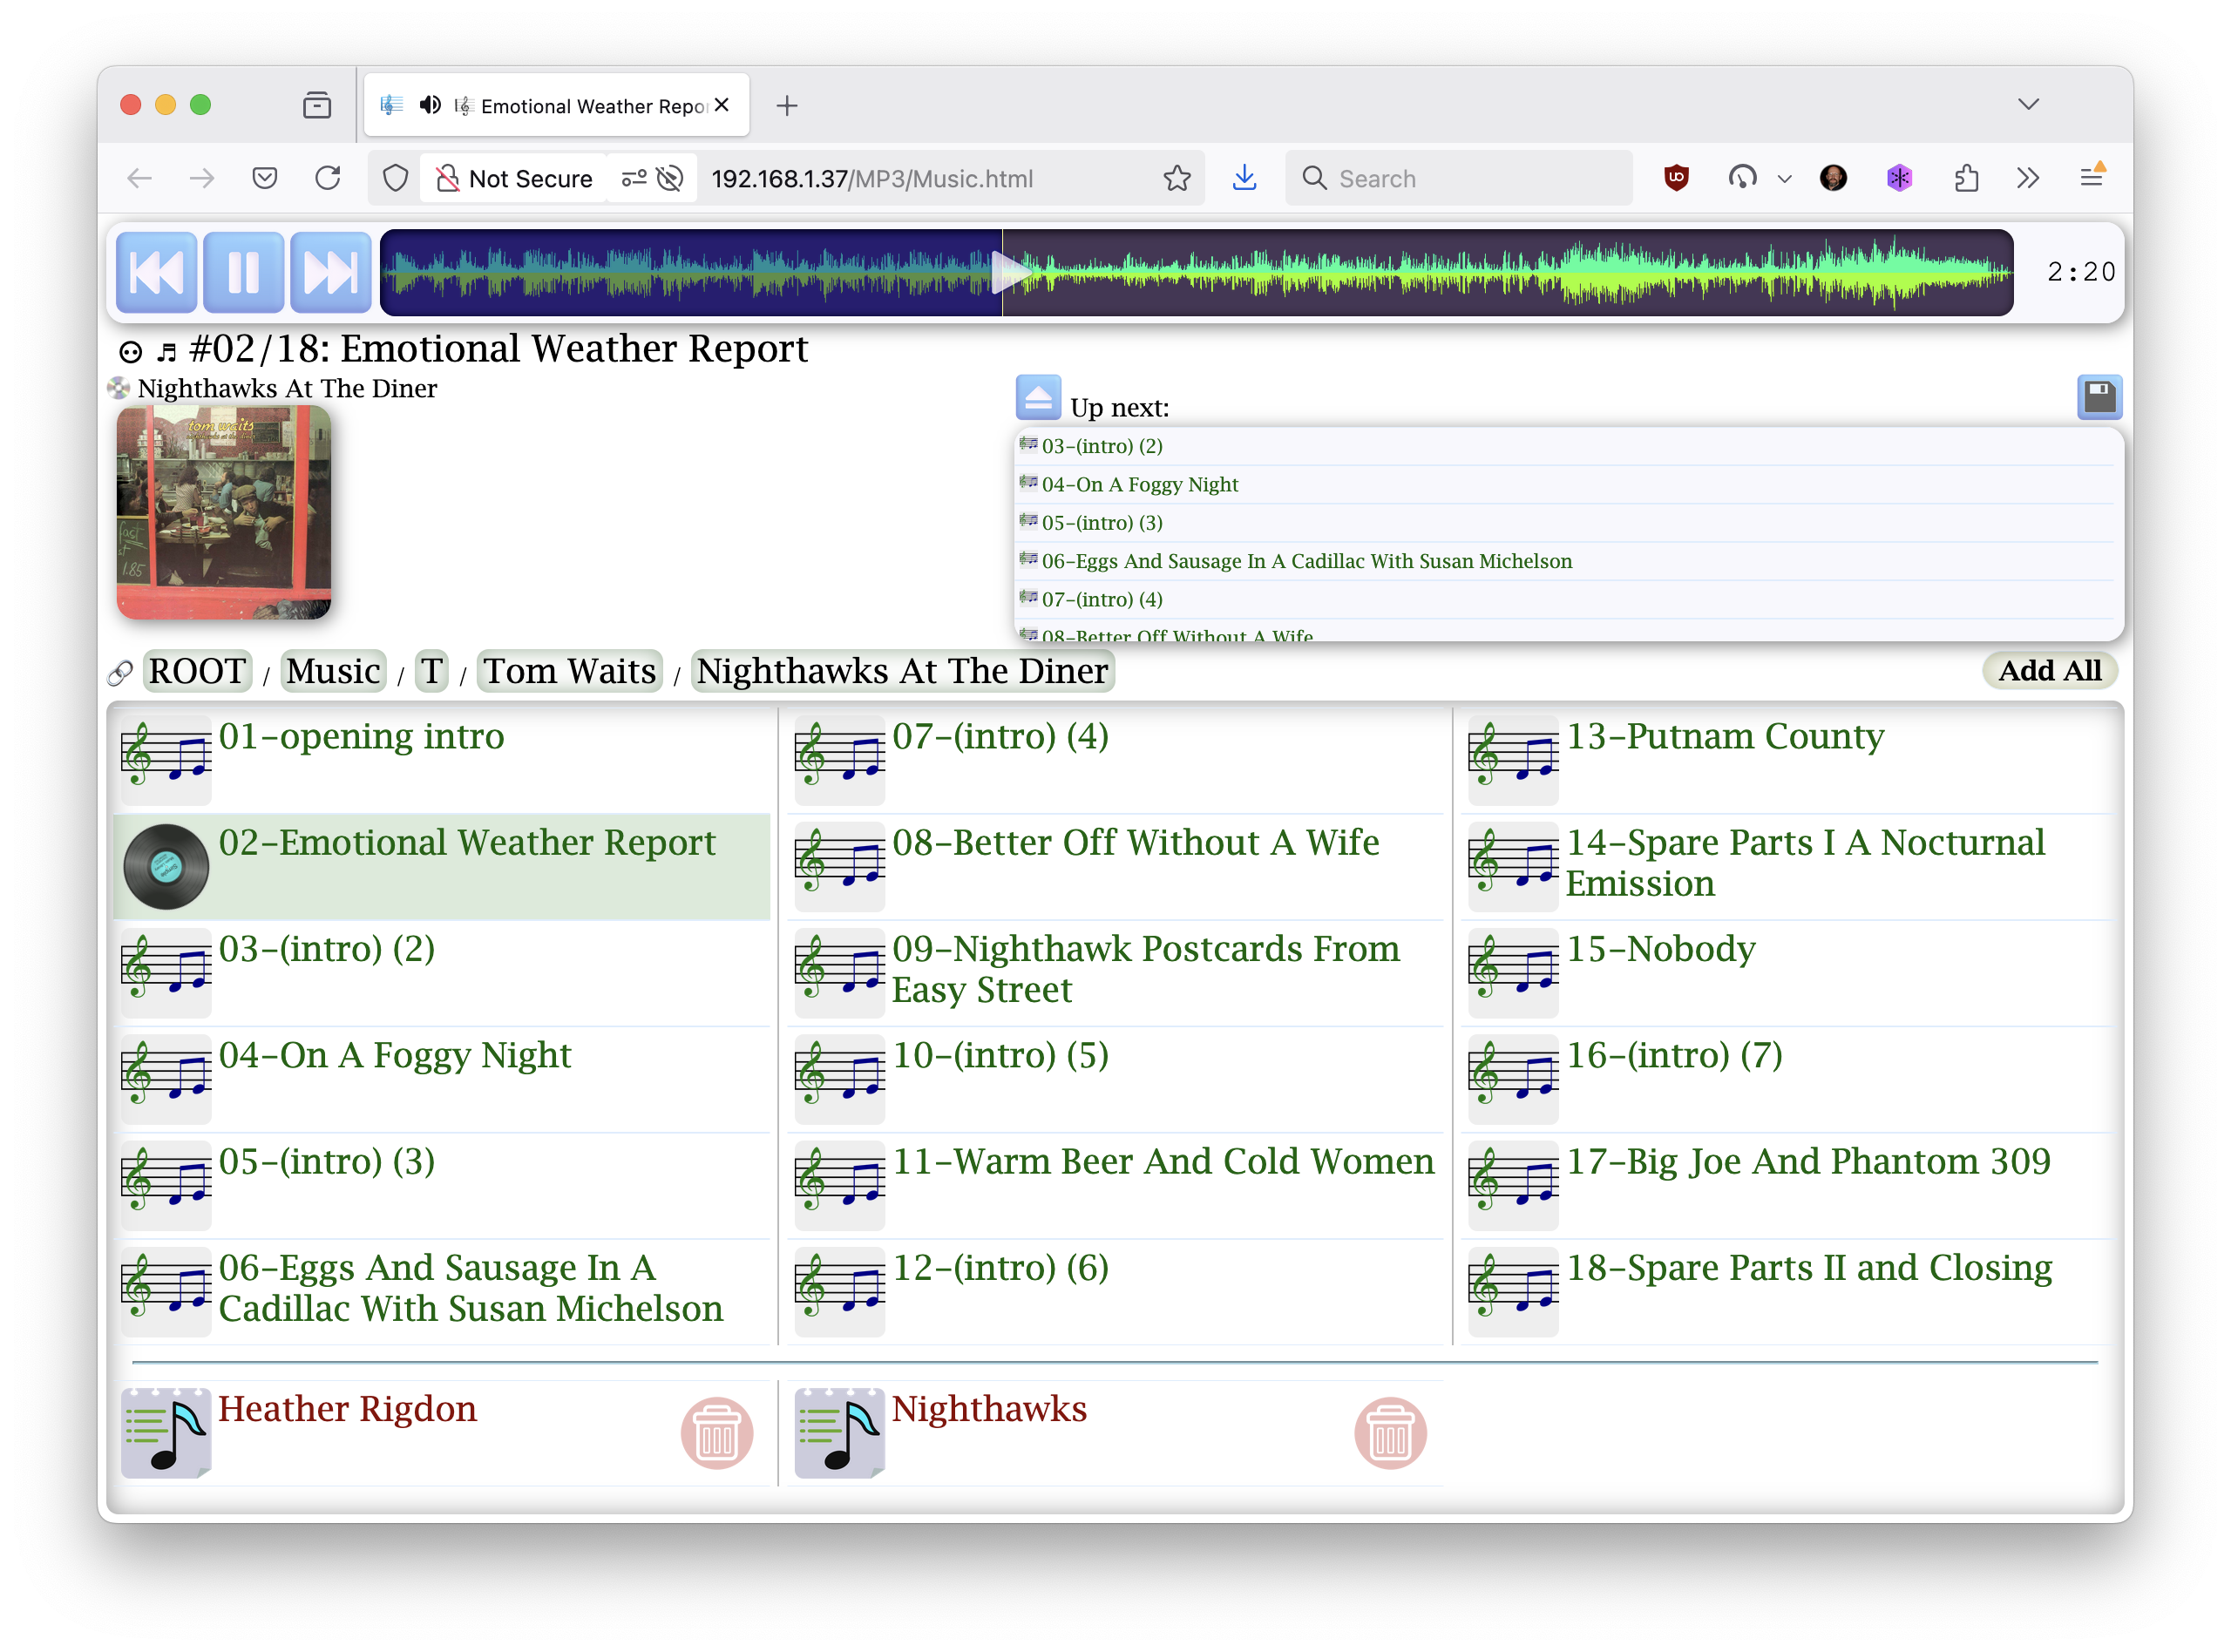 Emotional Weather Repor
Not Secure
192.168.1.37/MP3/Music.html
Search
2:20
#02/18: Emotional Weather Report
Nighthawks At The Diner
tom waits
fast
1.85
Up next:
03-(intro) (2)
04-On A Foggy Night
05-(intro) (3)
06-Eggs And Sausage In A Cadillac With Susan Michelson
07-(intro) (4)
08-Better Off Without A Wife
ROOT / Music / T / Tom Waits / Nighthawks At The Diner
Add All
01-opening intro
02-Emotional Weather Report
03-(intro) (2)
04-On A Foggy Night
05-(intro) (3)
06-Eggs And Sausage In A
Cadillac With Susan Michelson
07-(intro) (4)
08-Better Off Without A Wife
09-Nighthawk Postcards From
Easy Street
10-(intro) (5)
11-Warm Beer And Cold Women
12-(intro) (6)
13-Putnam County
14-Spare Parts I A Nocturnal
Emission
15-Nobody
16-(intro) (7)
17-Big Joe And Phantom 309
18-Spare Parts II and Closing
Heather Rigdon
Nighthawks